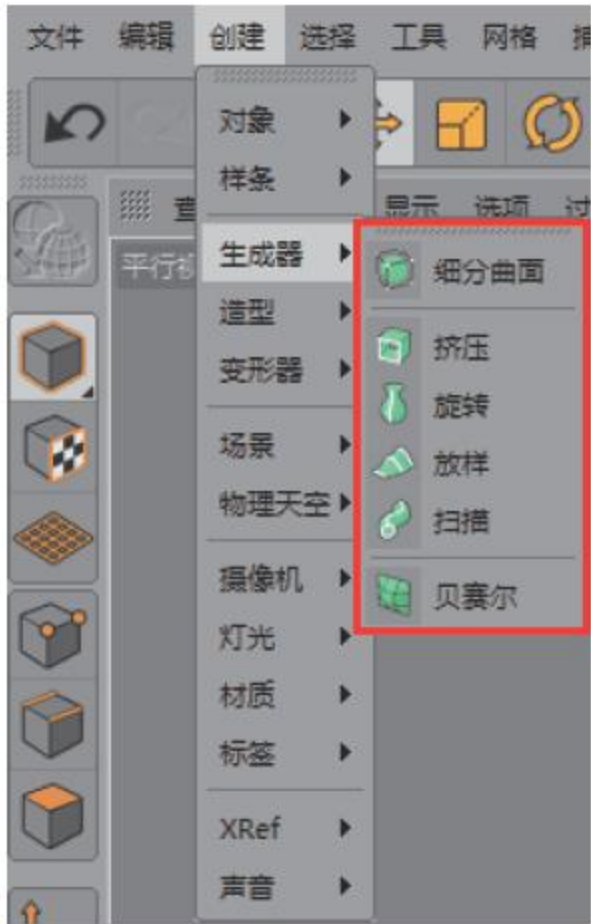 文件 编辑 创建 选择 工具 网格
对象
样条
显示 选项
生成器
平行
造型
变形器
场景
物理天空
摄像机
灯光
材质
标签
XRef
声音
细分曲面
挤压
旋转
放样
扫描
贝赛尔